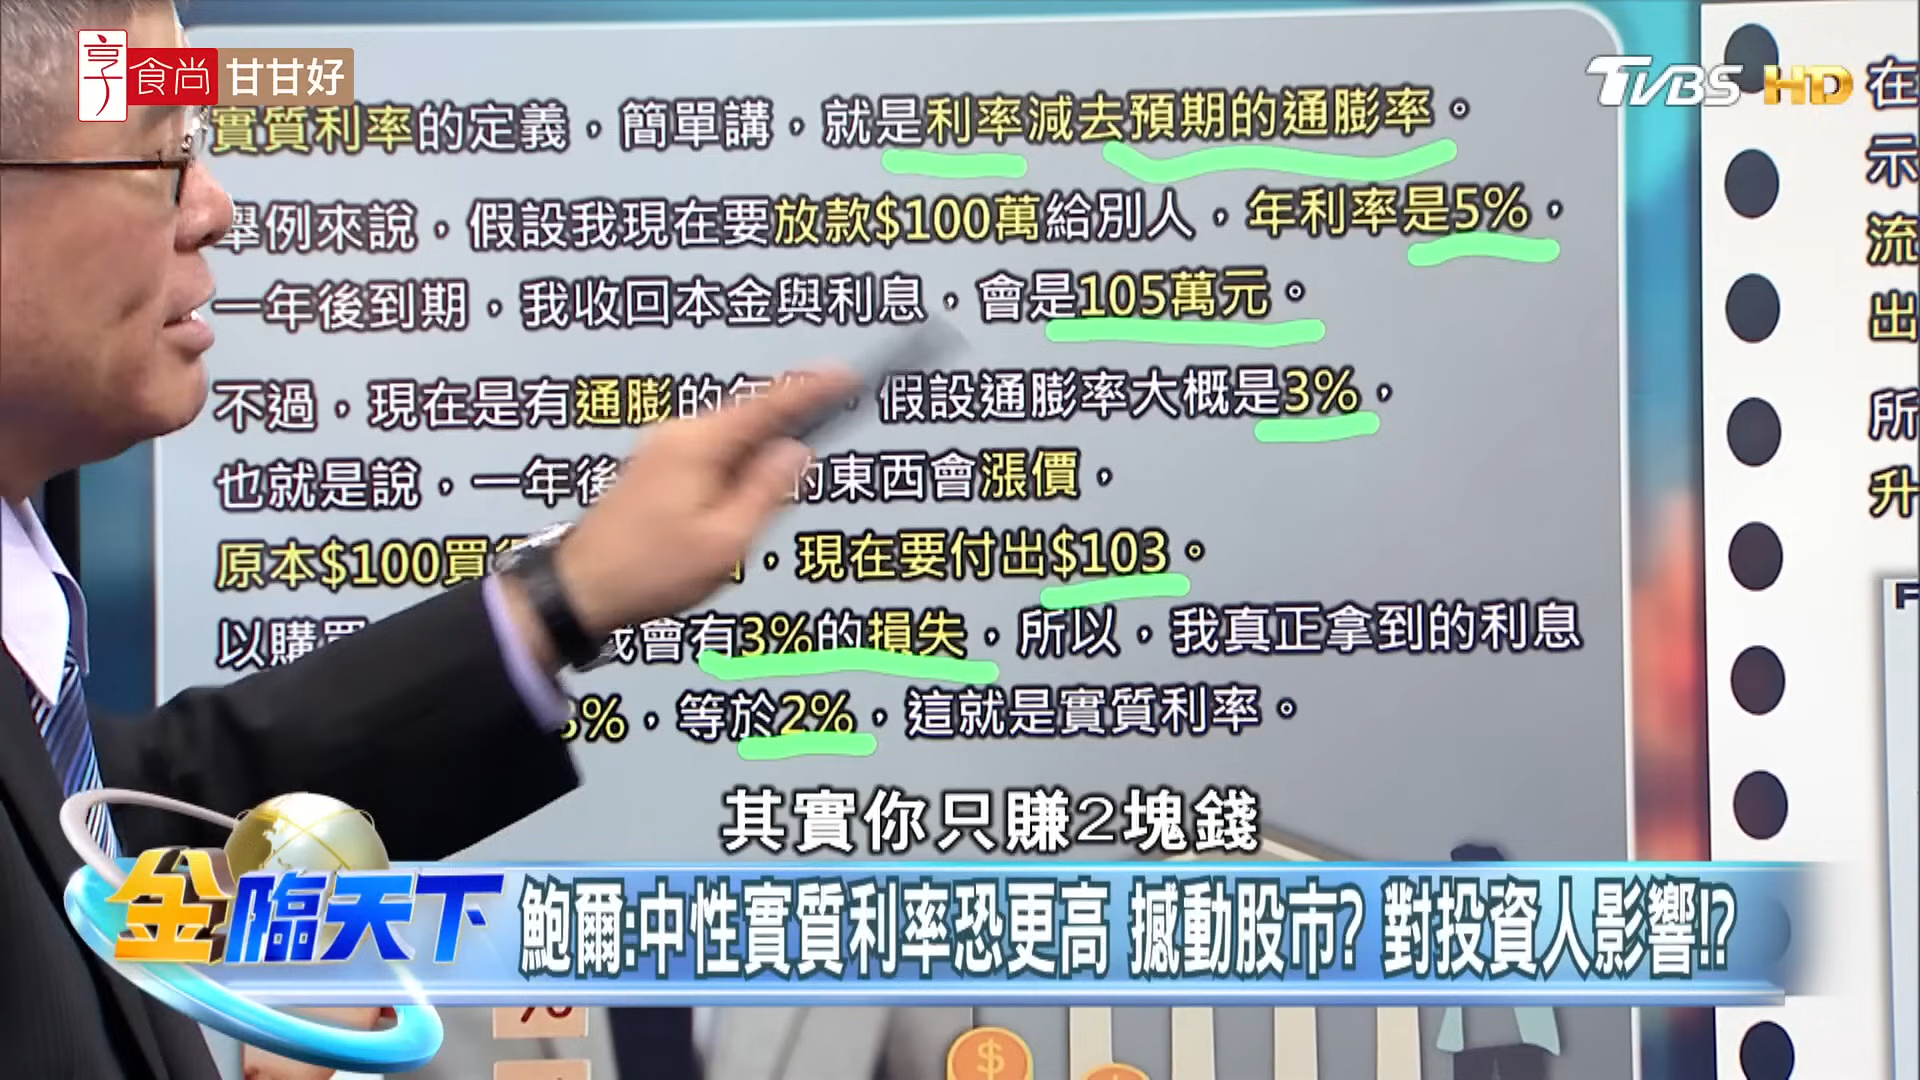 享 食尚 甘甘好
TVBS HD
實質利率的定義，簡單講，就是利率減去預期的通膨率。
舉例來說，假設我現在要放款$100萬給別人，年利率是5%，
一年後到期，我收回本金與利息，會是105萬元。
不過，現在是有通膨的年 ，假設通膨率大概是3%，
也就是說，一年後 的東西會漲價，
原本$100買 ，現在要付出$103。
以購買 我會有3%的損失，所以，我真正拿到的利息
3%，等於2%，這就是實質利率。
在
示
流
出
所
升
其實你只賺2塊錢
金臨天下
鮑爾:中性實質利率恐更高 撼動股市? 對投資人影響!?
%
$